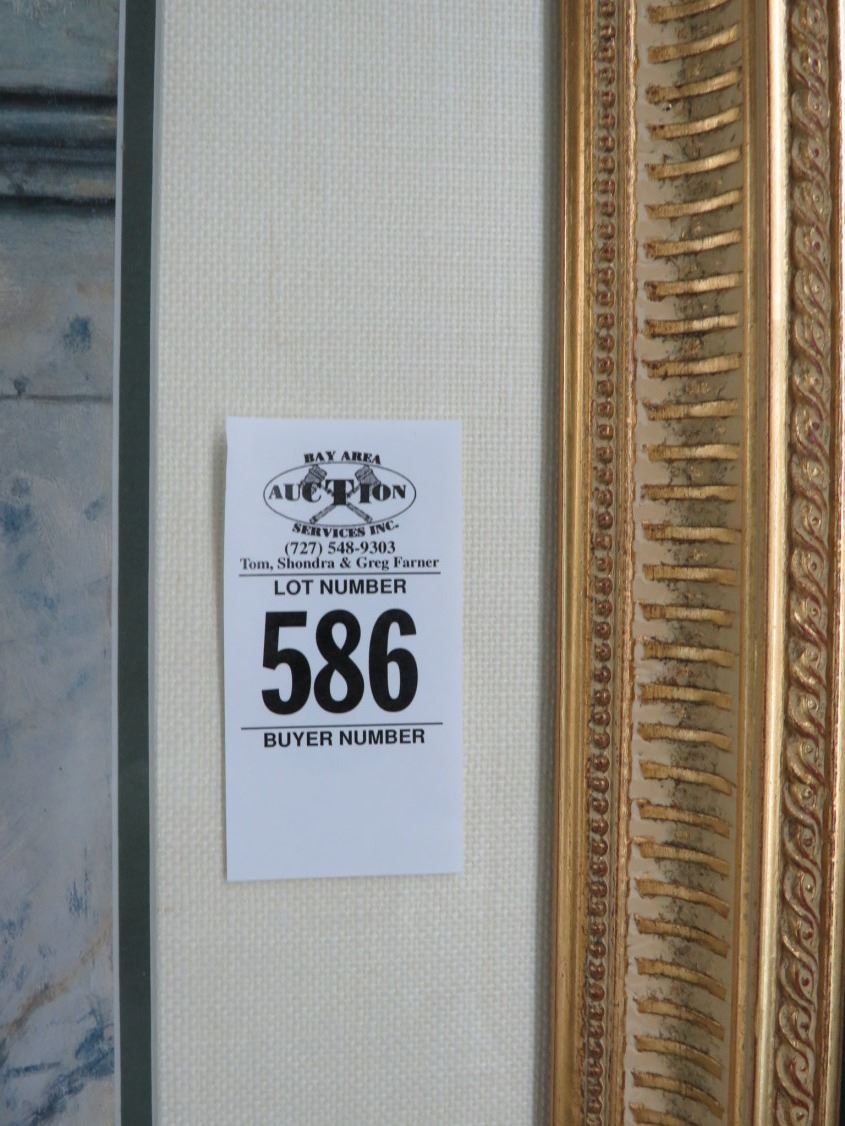 BAY AREA
AUCTION
SERVICES INC.
(727) 548-9303
Tom, Shondra & Greg Farner
LOT NUMBER
586
BUYER NUMBER